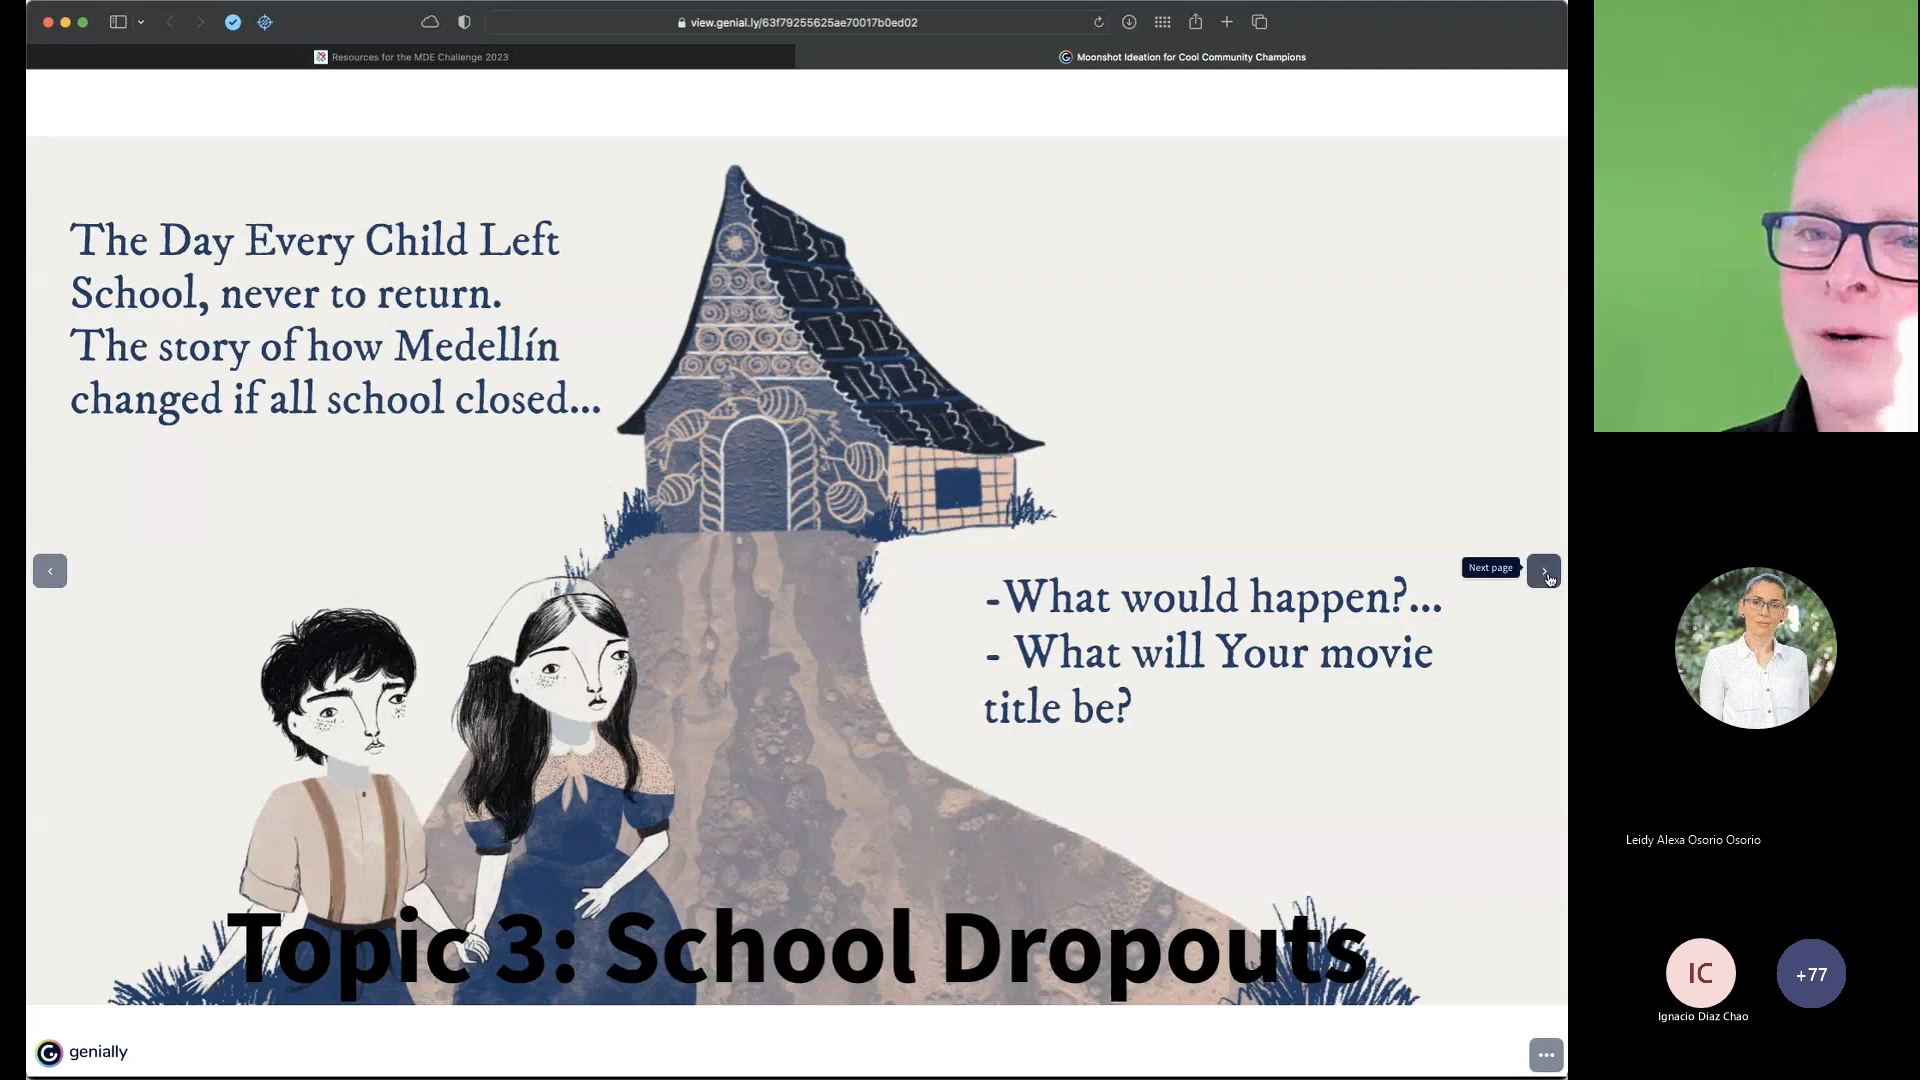 view.genial.ly/63f79255625ae70017b0ed02
Resources for the MDE Challenge 2023
Moonshot Ideation for Cool Community Champions
The Day Every Child Left
School, never to return.
The story of how Medellín
changed if all school closed...
Next page
-What would happen?...
- What will Your movie
title be?
Topic 3: School Dropouts
genially
Leidy Alexa Osorio Osorio
IC
+77
Ignacio Diaz Chao